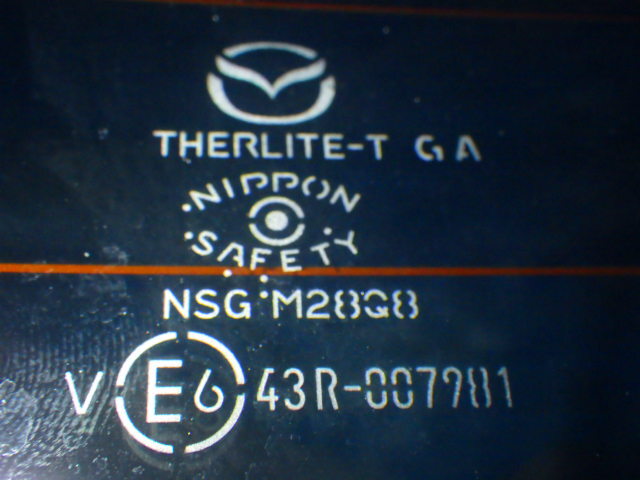 THERLITE-T GA
NIPPON
SAFETY
NSG M28Q8
V E6 43R-007981